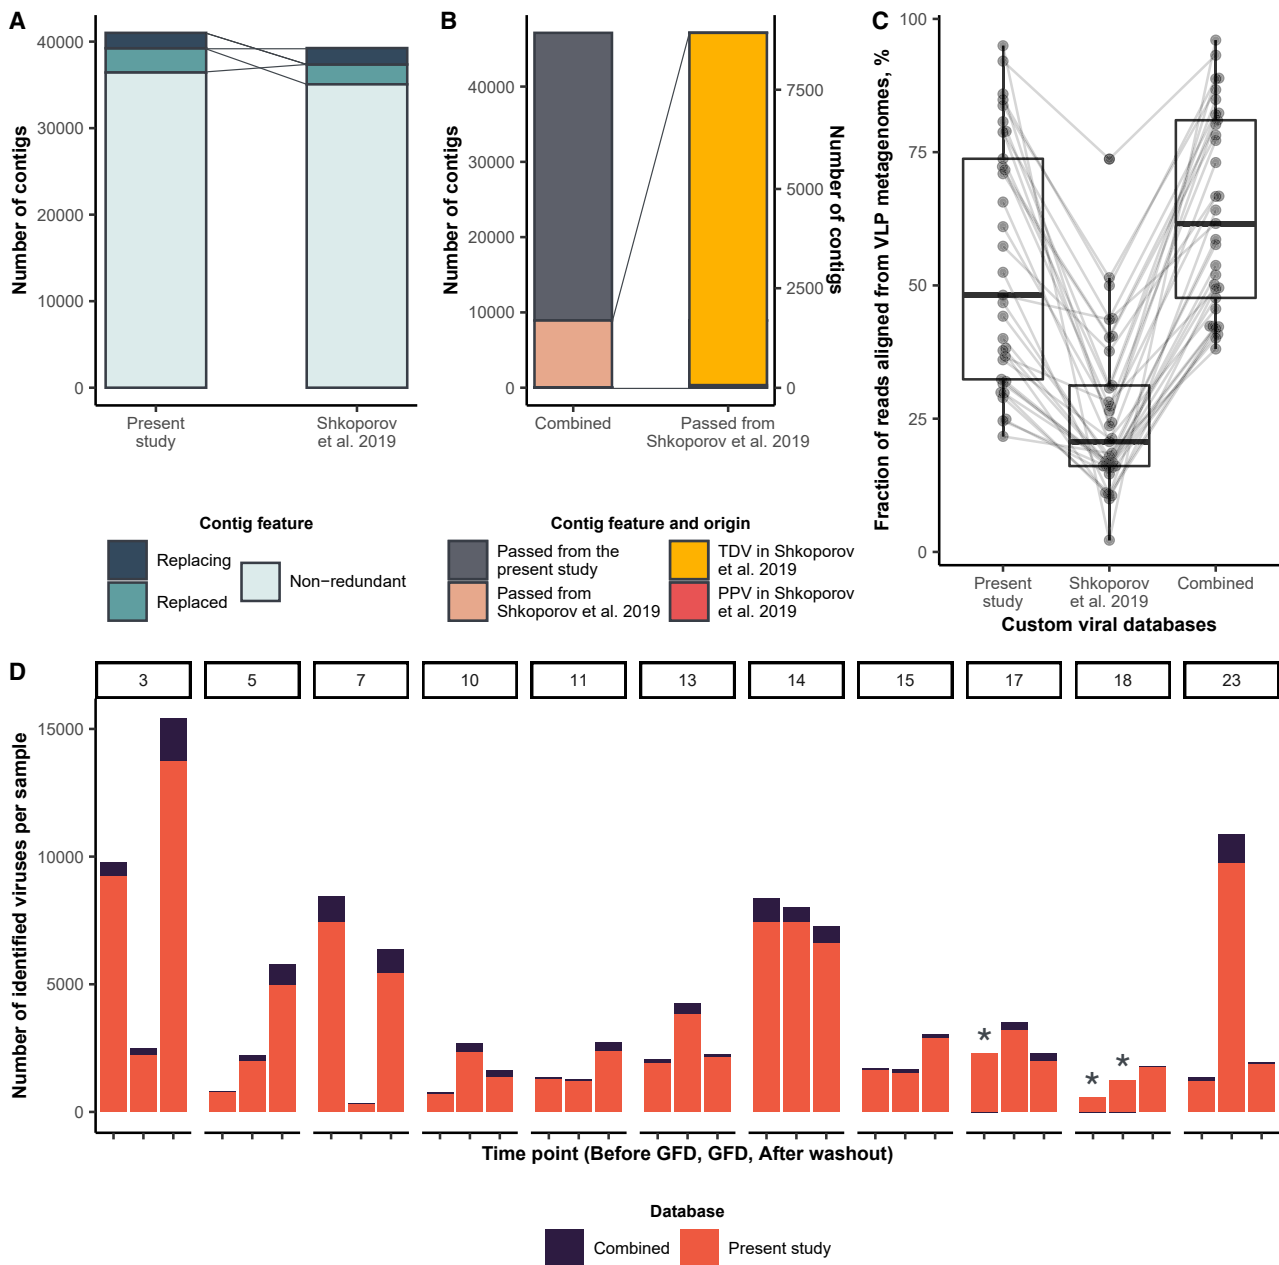 A
Number of contigs
40000
30000
20000
10000
0
Present
study
Shkoporov
et al. 2019
Contig feature
Replacing
Replaced
Non-redundant
B
Number of contigs
40000
30000
20000
10000
0
7500
5000
2500
0
Number of contigs
Combined
Passed from
Shkoporov et al. 2019
Contig feature and origin
Passed from the
present study
Passed from
Shkoporov et al. 2019
TDV in Shkoporov
et al. 2019
PPV in Shkoporov
et al. 2019
C
Fraction of reads aligned from VLP metagenomes, %
100
75
50
25
0
Present
study
Shkoporov
et al. 2019
Combined
Custom viral databases
D
3
5
7
10
11
13
14
15
17
18
23
Number of identified viruses per sample
15000
10000
5000
0
*
*
*
Time point (Before GFD, GFD, After washout)
Database
Combined
Present study